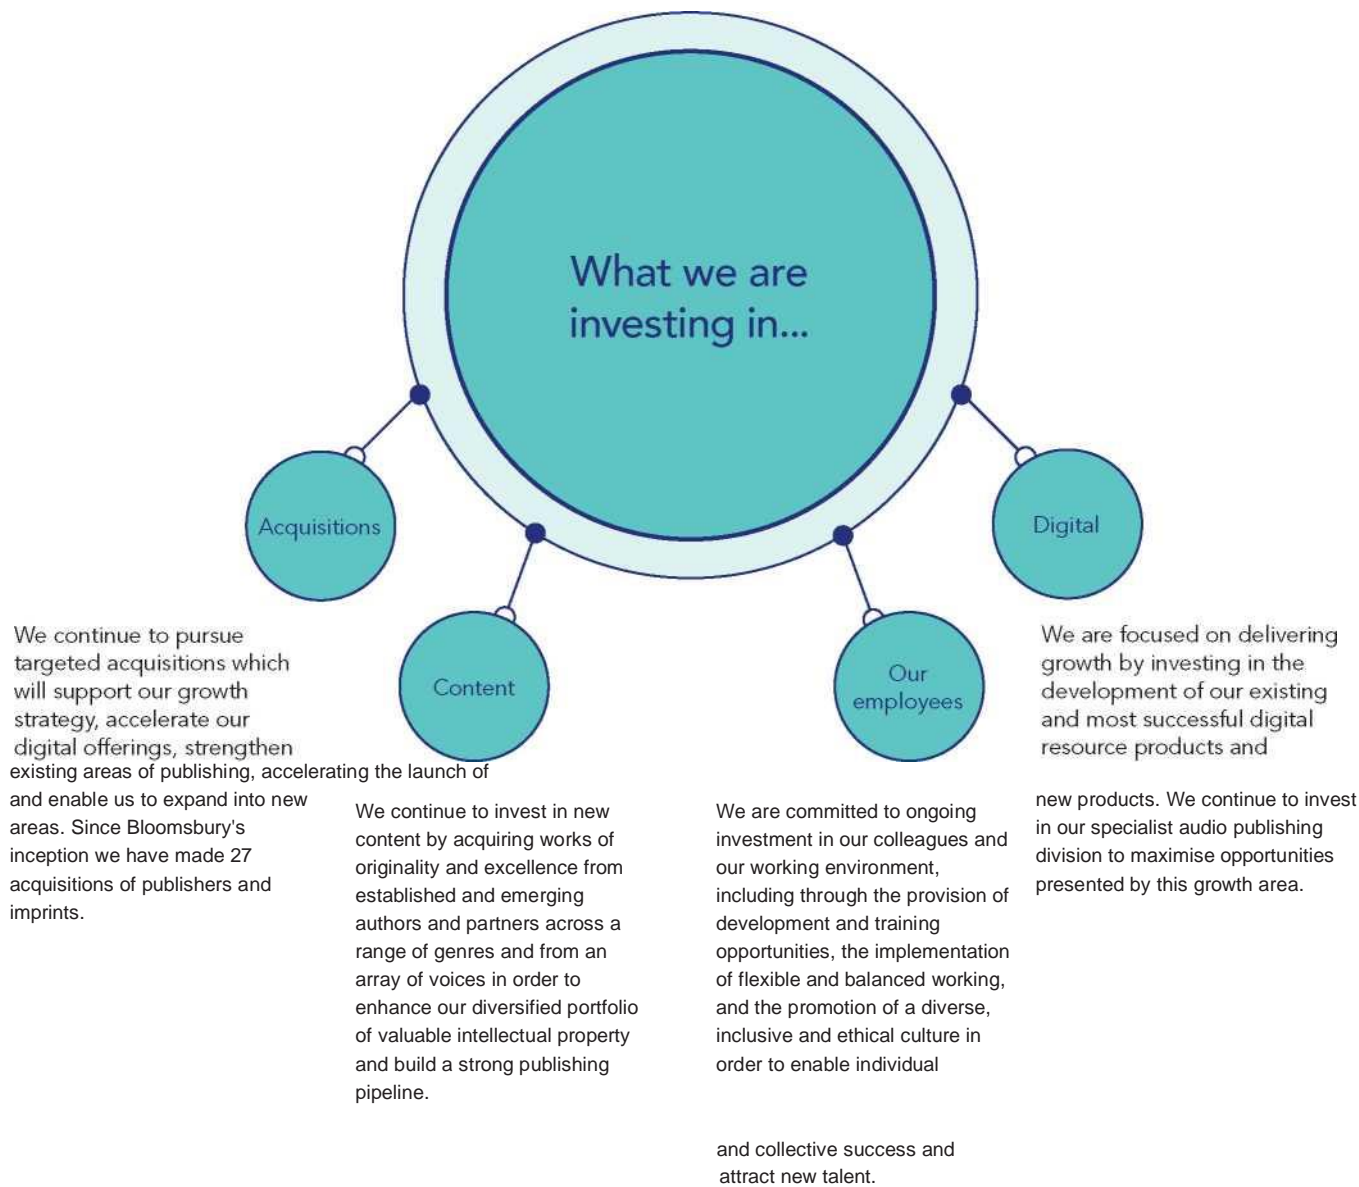 What we are
investing in...
Acquisitions
We continue to pursue
targeted acquisitions which
will support our growth
strategy, accelerate our
digital offerings, strengthen
existing areas of publishing, accelerating the launch of
and enable us to expand into new
areas. Since Bloomsbury's
inception we have made 27
acquisitions of publishers and
imprints.
Content
We continue to invest in new
content by acquiring works of
originality and excellence from
established and emerging
authors and partners across a
range of genres and from an
array of voices in order to
enhance our diversified portfolio
of valuable intellectual property
and build a strong publishing
pipeline.
Our
employees
We are committed to ongoing
investment in our colleagues and
our working environment,
including through the provision of
development and training
opportunities, the implementation
of flexible and balanced working,
and the promotion of a diverse,
inclusive and ethical culture in
order to enable individual
and collective success and
attract new talent.
Digital
We are focused on delivering
growth by investing in the
development of our existing
and most successful digital
resource products and
new products. We continue to invest
in our specialist audio publishing
division to maximise opportunities
presented by this growth area.